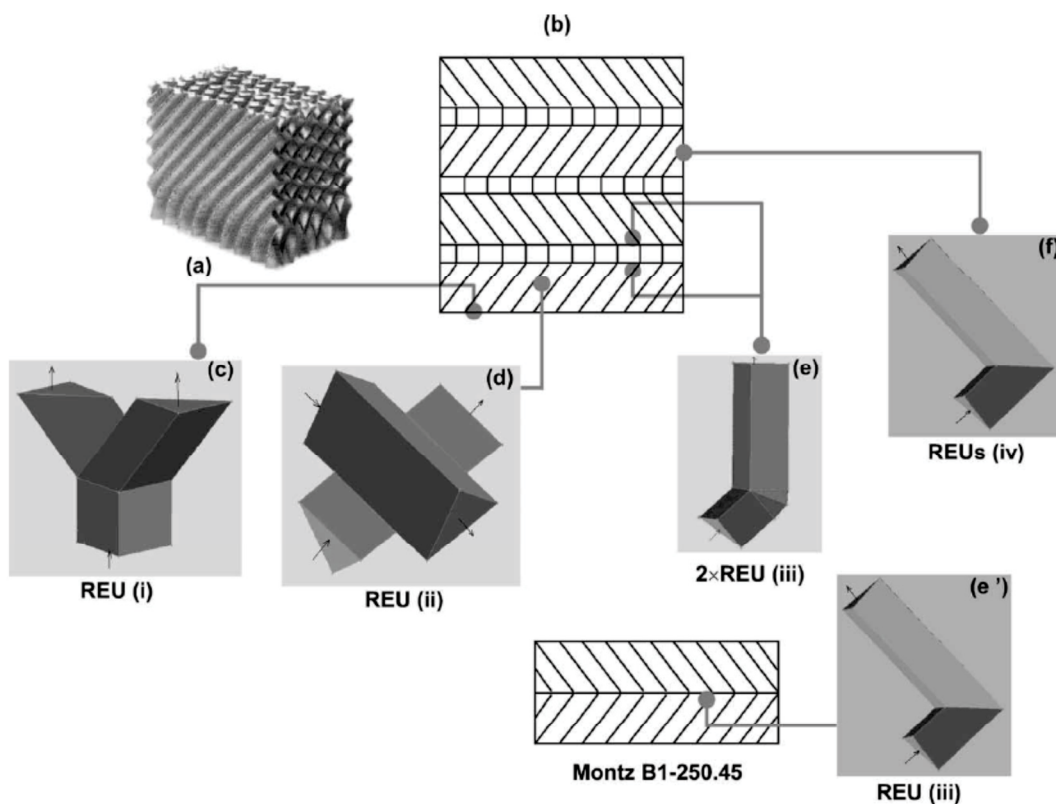 (b)
(a)
(c)
REU (i)
(d)
REU (ii)
(e)
2×REU (iii)
(f)
REUs (iv)
(e ')
REU (iii)
Montz B1-250.45